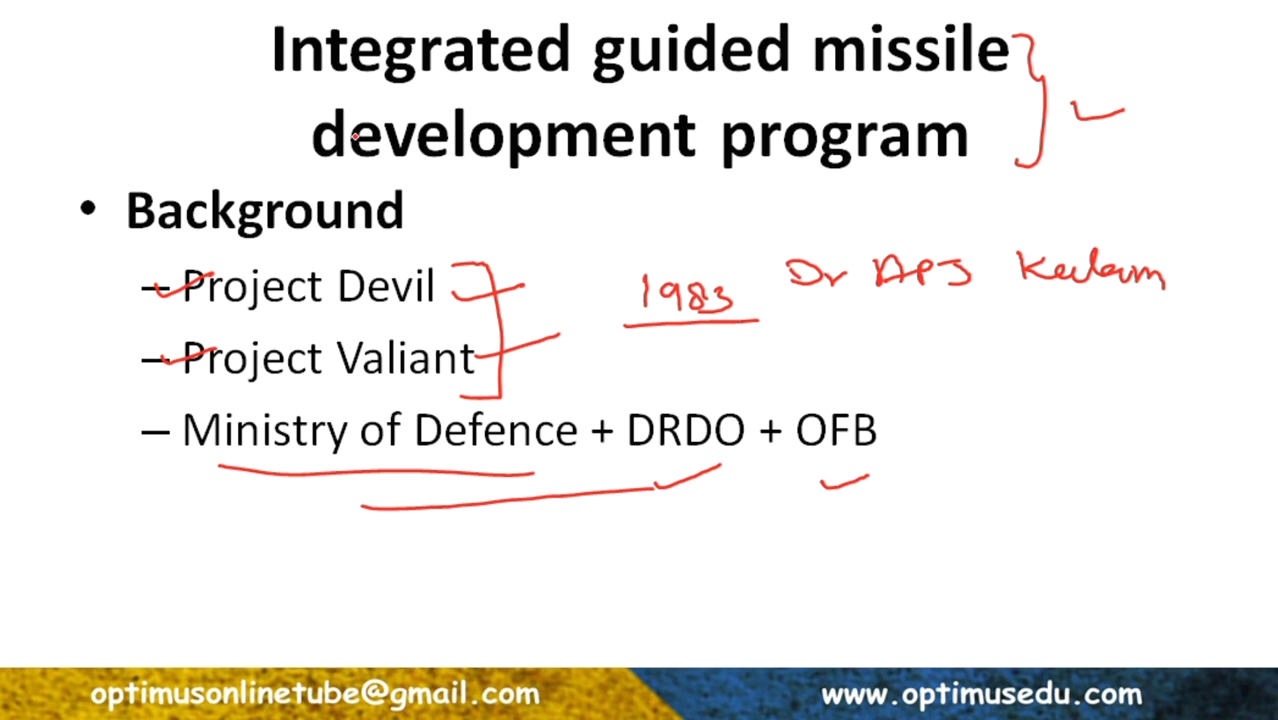 Integrated guided missile
development program
• Background
– Project Devil
1983 Dr APJ Kalam
– Project Valiant
– Ministry of Defence + DRDO + OFB
optimusonlinetube@gmail.com
www.optimusedu.com